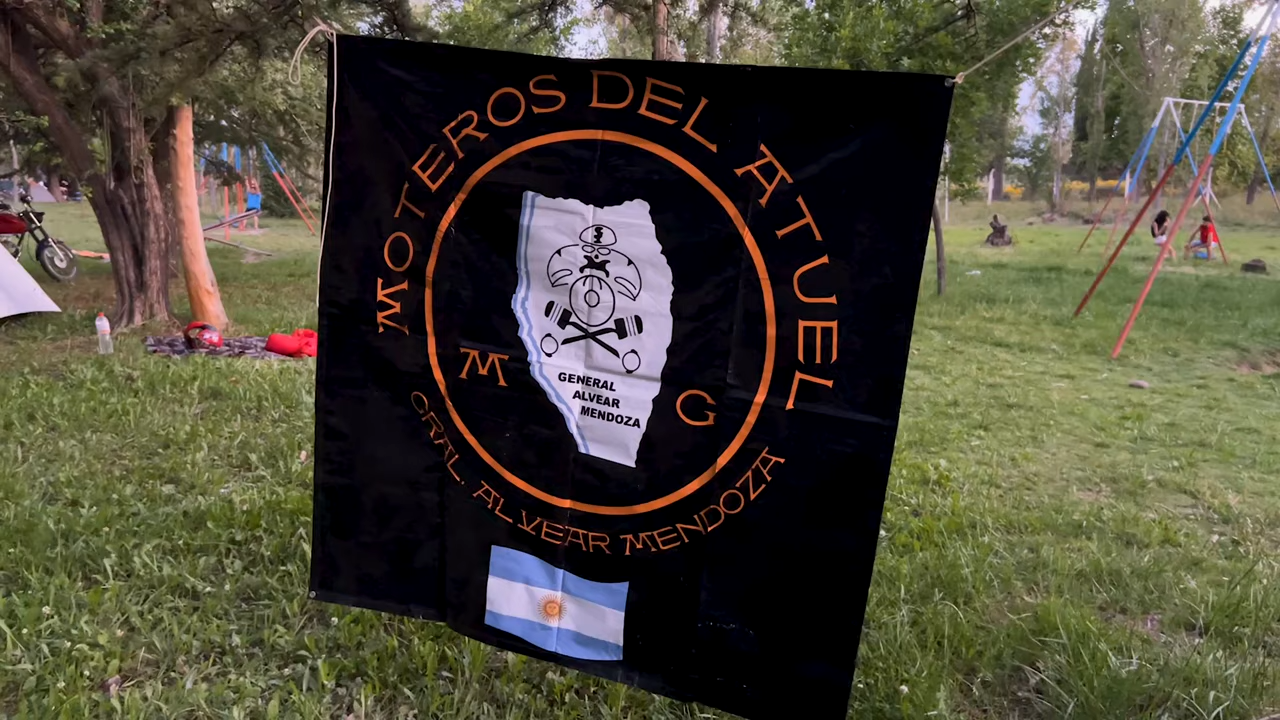 MOTEROS DEL ATUEL
M G
GENERAL
ALVEAR
MENDOZA
GRAL. ALVEAR MENDOZA